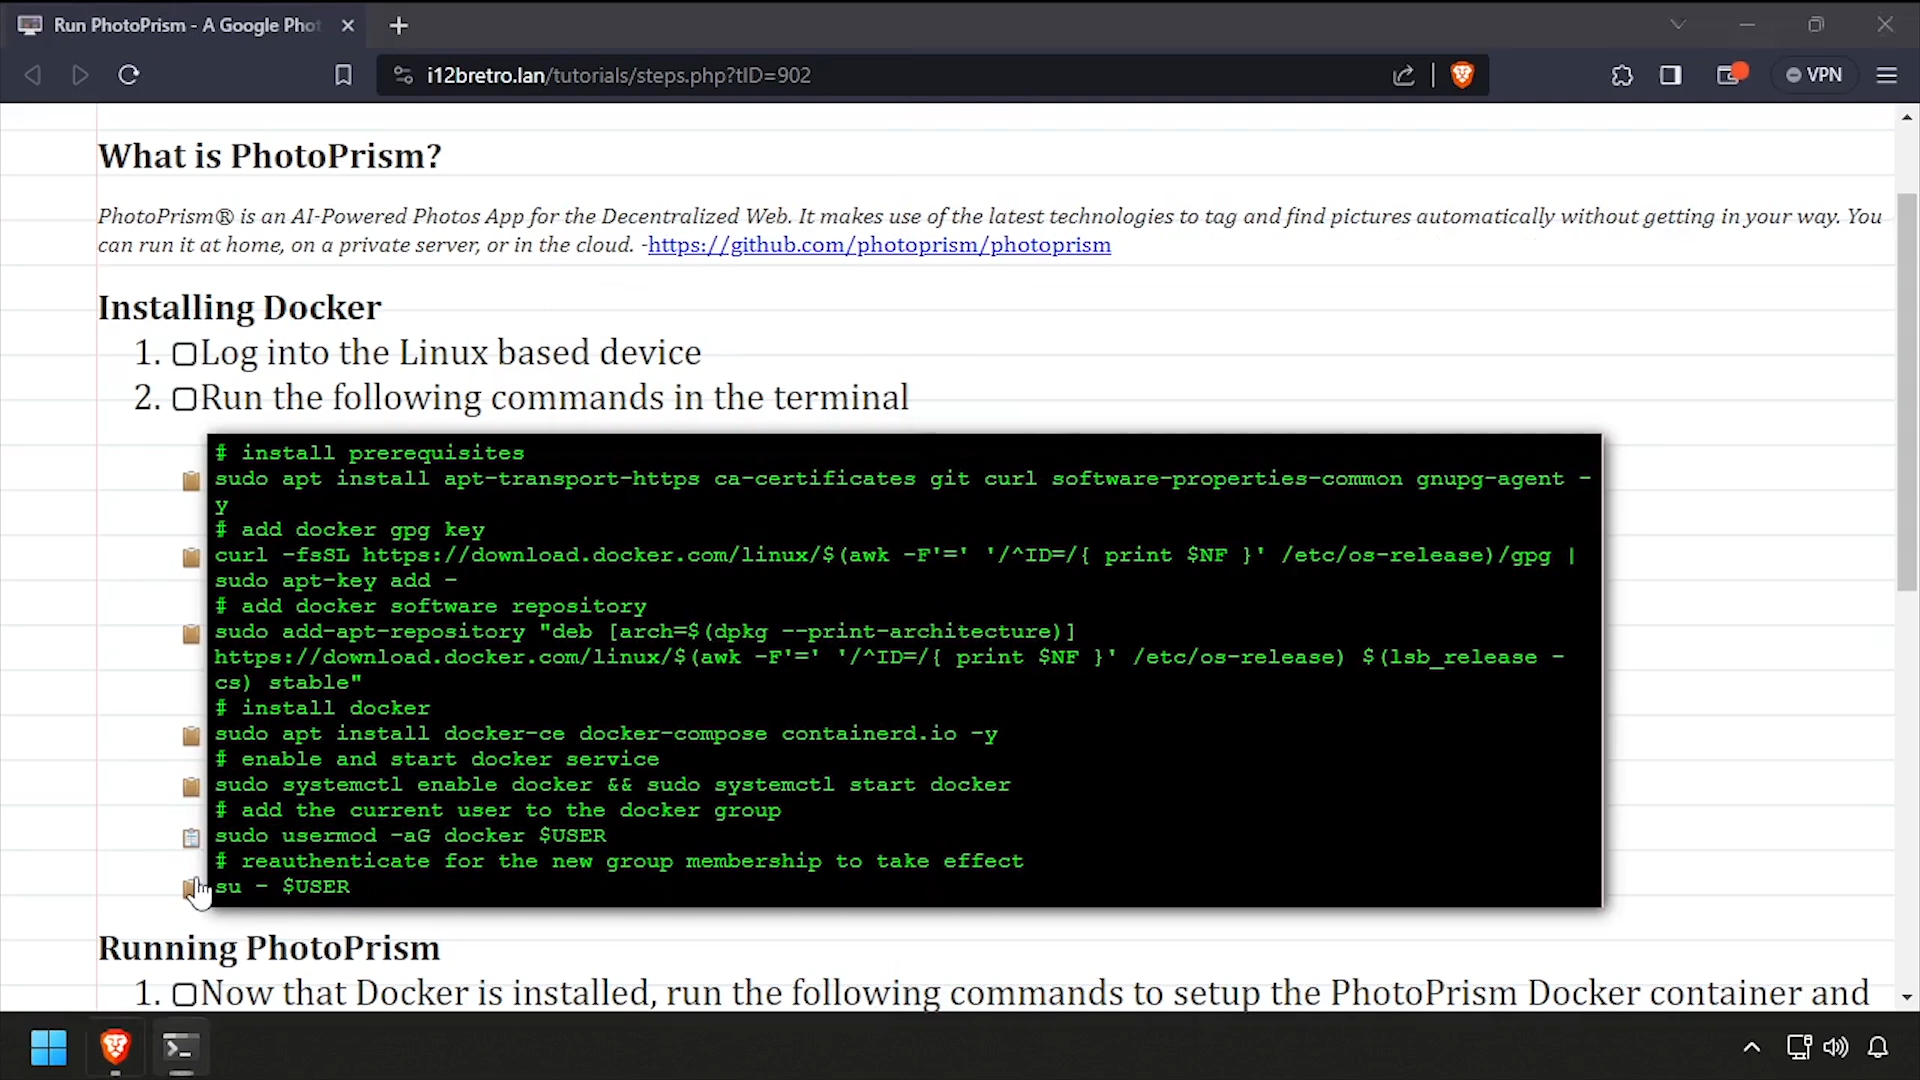 Run PhotoPrism - A Google Phot
i12bretro.lan/tutorials/steps.php?tID=902
VPN
What is PhotoPrism?
PhotoPrism® is an AI-Powered Photos App for the Decentralized Web. It makes use of the latest technologies to tag and find pictures automatically without getting in your way. You
can run it at home, on a private server, or in the cloud. -https://github.com/photoprism/photoprism
Installing Docker
1. Log into the Linux based device
2. Run the following commands in the terminal
# install prerequisites
sudo apt install apt-transport-https ca-certificates git curl software-properties-common gnupg-agent -
y
# add docker gpg key
curl -fsSL https://download.docker.com/linux/$(awk -F'=' '/^ID=/{ print $NF }' /etc/os-release)/gpg |
sudo apt-key add -
# add docker software repository
sudo add-apt-repository "deb [arch=$(dpkg --print-architecture)]
https://download.docker.com/linux/$(awk -F'=' '/^ID=/{ print $NF }' /etc/os-release) $(lsb_release -
cs) stable"
# install docker
sudo apt install docker-ce docker-compose containerd.io -y
# enable and start docker service
sudo systemctl enable docker && sudo systemctl start docker
# add the current user to the docker group
sudo usermod -aG docker $USER
# reauthenticate for the new group membership to take effect
su - $USER
Running PhotoPrism
1. Now that Docker is installed, run the following commands to setup the PhotoPrism Docker container and